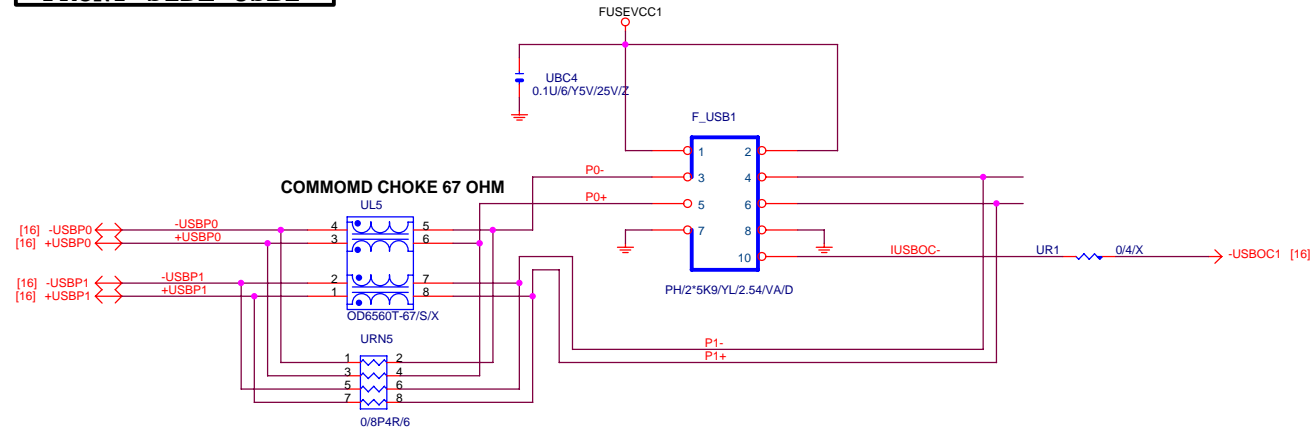 FUSEVCC1
UBC4
0.1U/6/Y5V/25V/Z
F_USB1
1 2
3 4
5 6
7 8
10
P0-
P0+
COMMOMD CHOKE 67 OHM
UL5
[16] -USBP0 -USBP0 4 5
[16] +USBP0 +USBP0 3 6
[16] -USBP1 -USBP1 2 7
[16] +USBP1 +USBP1 1 8
OD6560T-67/S/X
IUSBOC- UR1 0/4/X -USBOC1 [16]
PH/2*5K9/YL/2.54/VA/D
URN5
1 2
3 4
5 6
7 8
0/8P4R/6
P1-
P1+